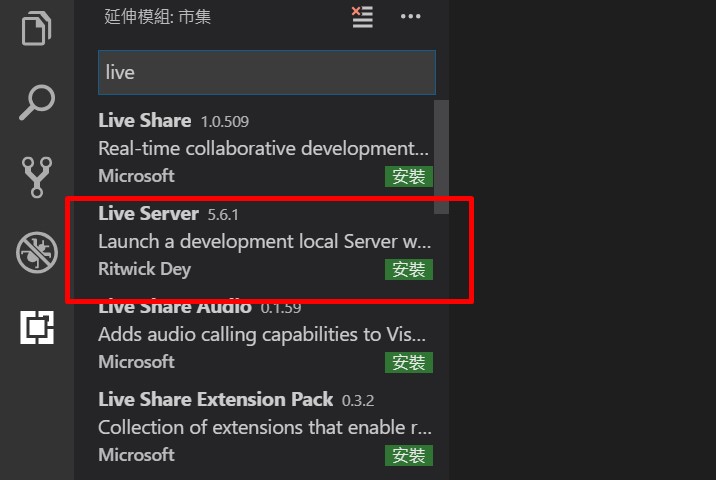 延伸模組: 市集
live
Live Share 1.0.509
Real-time collaborative development...
Microsoft 安裝
Live Server 5.6.1
Launch a development local Server w...
Ritwick Dey 安裝
Live Share Audio 0.1.59
Adds audio calling capabilities to Vis...
Microsoft 安裝
Live Share Extension Pack 0.3.2
Collection of extensions that enable r...
Microsoft 安裝